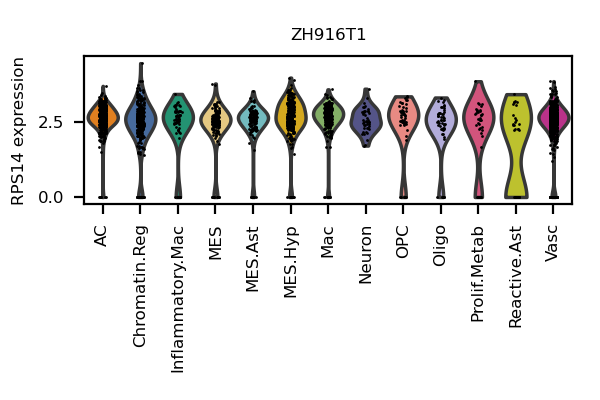 ZH916T1
RPS14 expression
2.5
0.0
AC
Chromatin.Reg
Inflammatory.Mac
MES
MES.Ast
MES.Hyp
Mac
Neuron
OPC
Oligo
Prolif.Metab
Reactive.Ast
Vasc